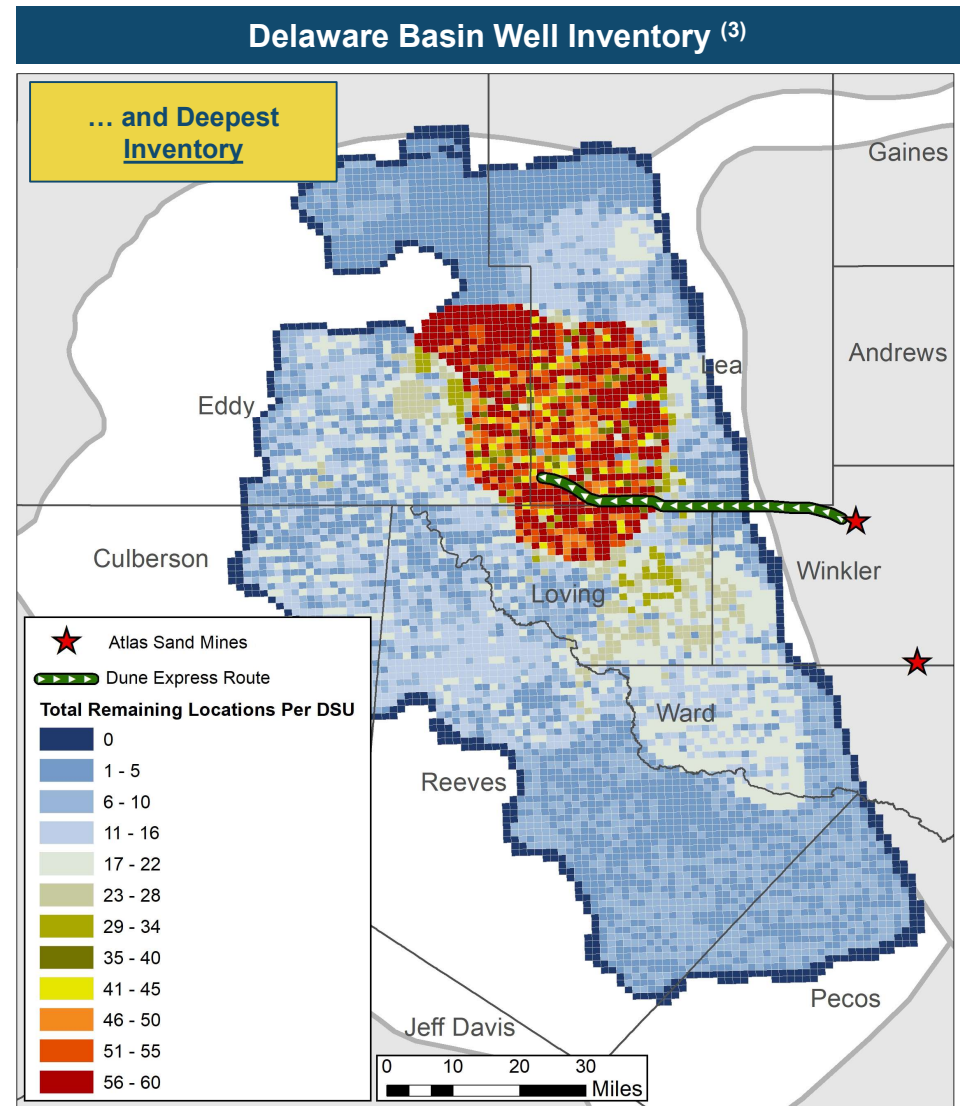 Delaware Basin Well Inventory (3)
… and Deepest
Inventory
Gaines
Andrews
Lea
Eddy
Culberson
Winkler
Loving
Ward
Reeves
Pecos
Jeff Davis
Atlas Sand Mines
Dune Express Route
Total Remaining Locations Per DSU
0
1 - 5
6 - 10
11 - 16
17 - 22
23 - 28
29 - 34
35 - 40
41 - 45
46 - 50
51 - 55
56 - 60
0 10 20 30
Miles